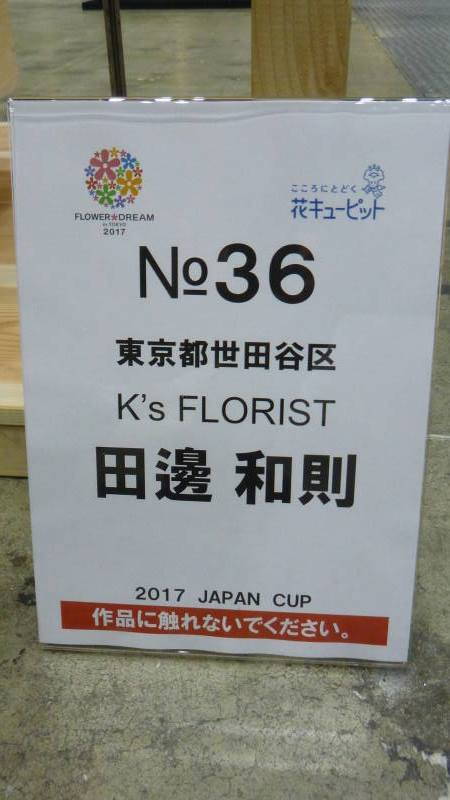 FLOWER★DREAM
in TOKYO
2017
こころにとどく
花キューピット
№36
東京都世田谷区
K's FLORIST
田邊 和則
2017 JAPAN CUP
作品に触れないでください。